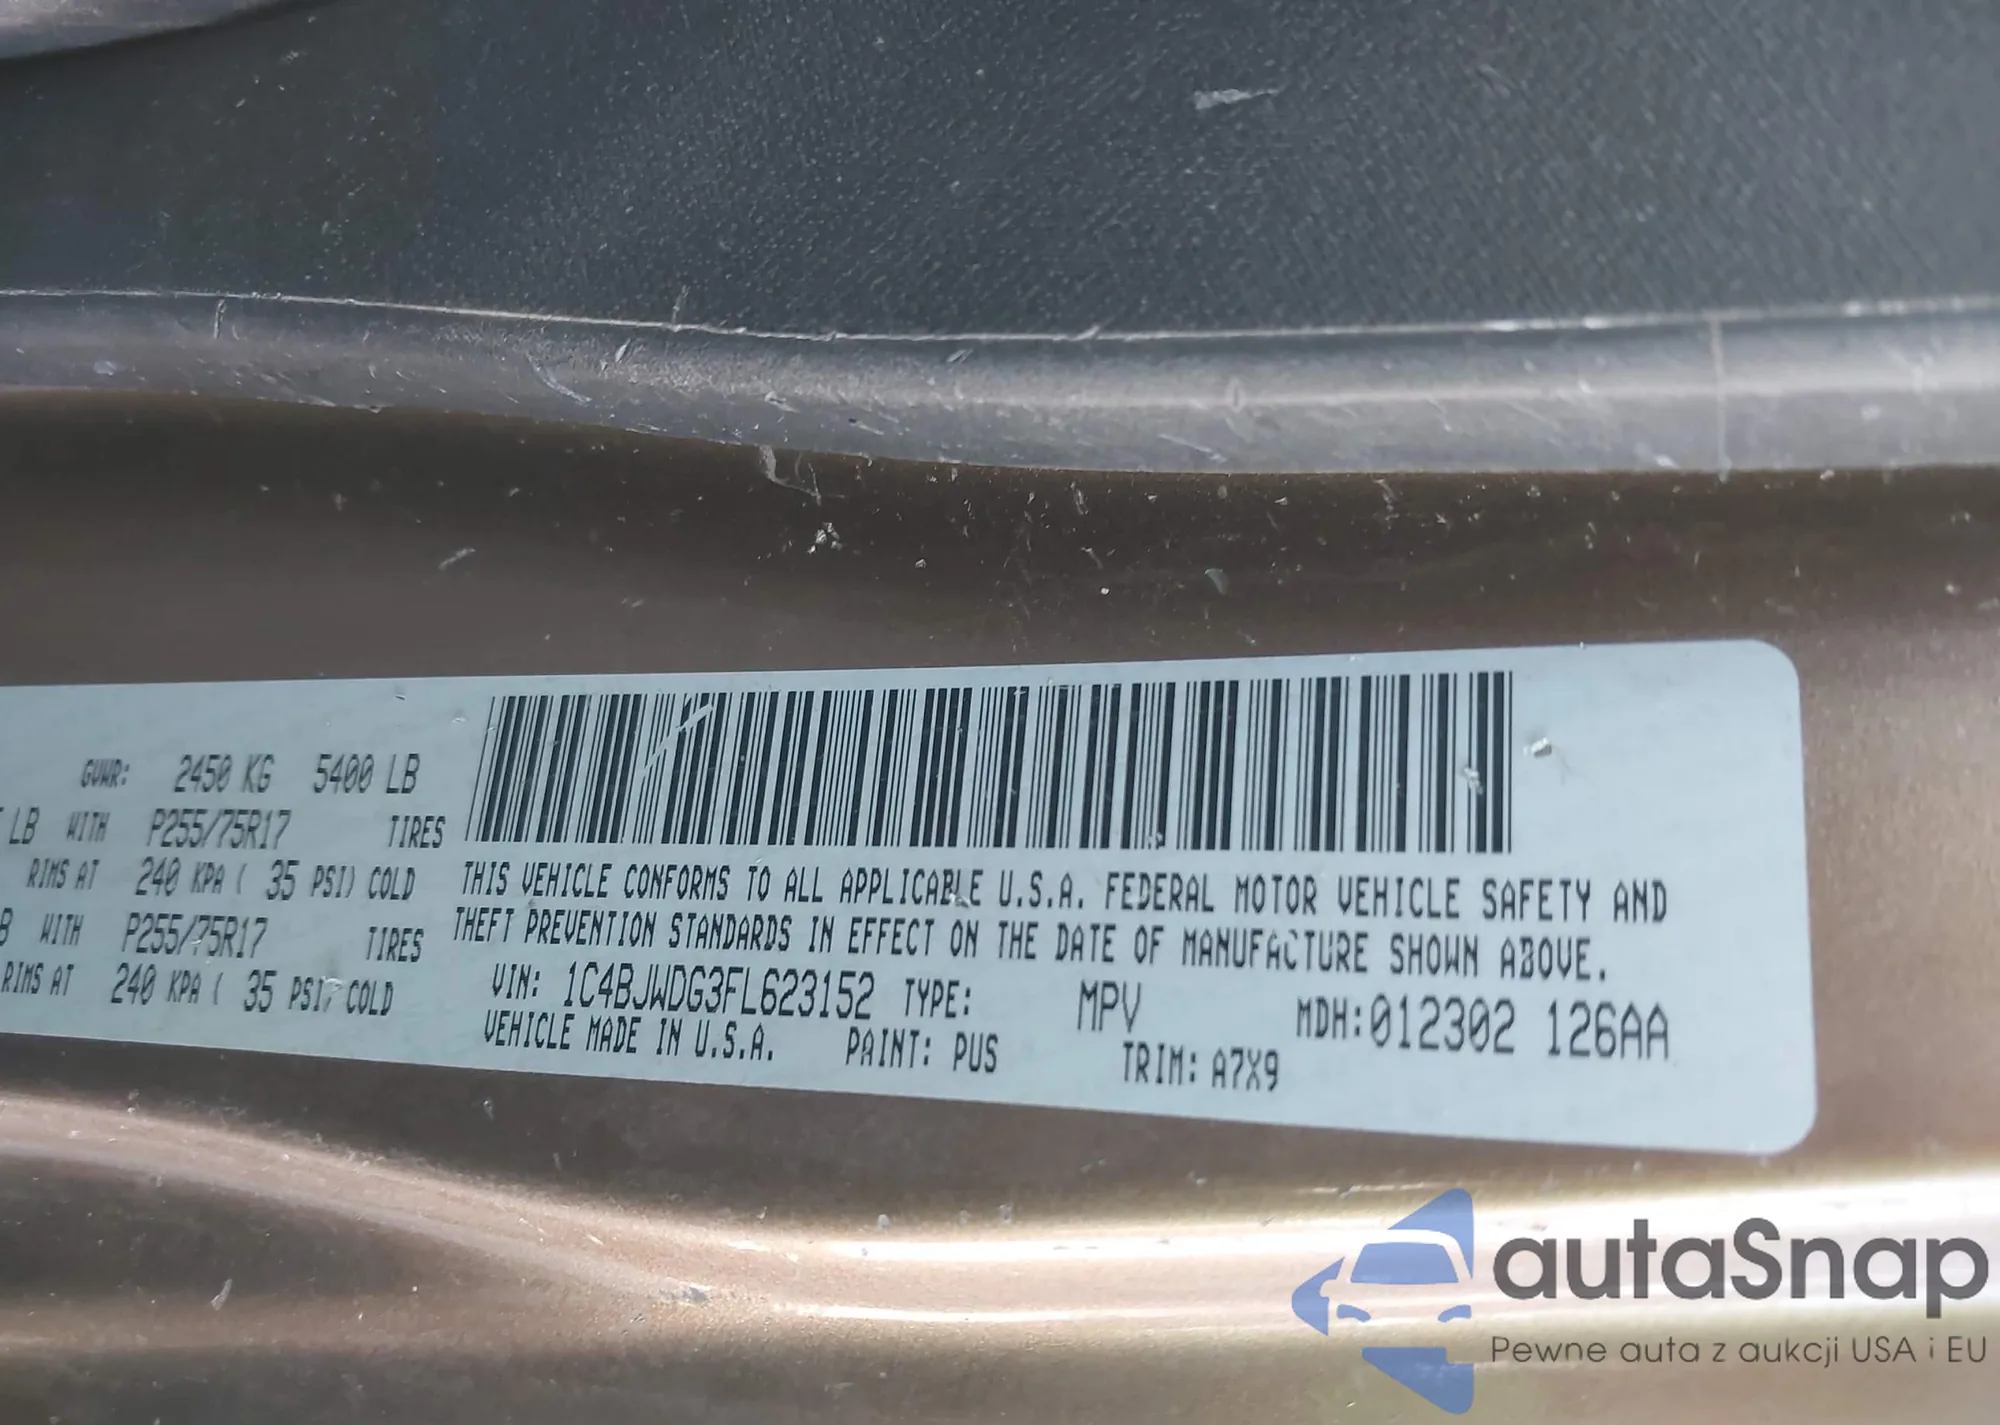 GVWR: 2450 KG 5400 LB
LB WITH P255/75R17 TIRES
RIMS AT 240 KPA ( 35 PSI) COLD
B WITH P255/75R17 TIRES
RIMS AT 240 KPA ( 35 PSI) COLD
THIS VEHICLE CONFORMS TO ALL APPLICABLE U.S.A. FEDERAL MOTOR VEHICLE SAFETY AND
THEFT PREVENTION STANDARDS IN EFFECT ON THE DATE OF MANUFACTURE SHOWN ABOVE.
VIN: 1C4BJWDG3FL623152 TYPE: MPV MDH:012302 126AA
VEHICLE MADE IN U.S.A. PAINT: PUS TRIM: A7X9
autaSnap
Pewne auta z aukcji USA i EU